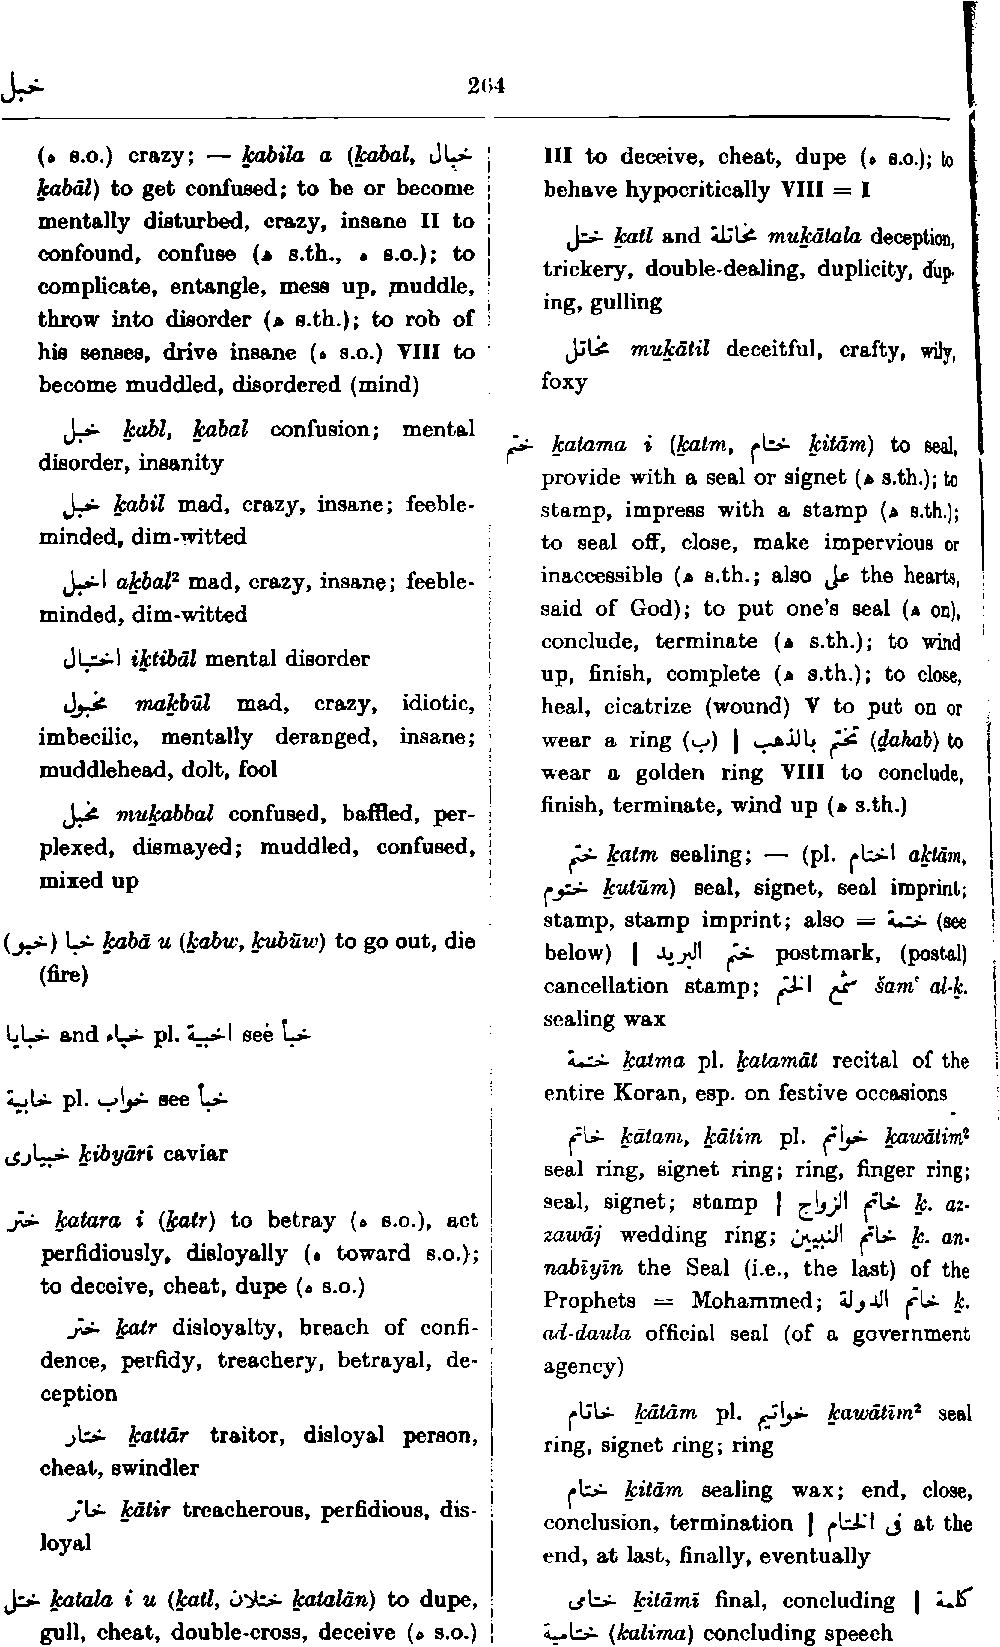 خبل
264
(ه s.o.) crazy; — ḵabila a (ḵabal, خبال
ḵabāl) to get confused; to be or become
mentally disturbed, crazy, insane II to
confound, confuse (ه s.th., ه s.o.); to
complicate, entangle, mess up, muddle,
throw into disorder (ه s.th.); to rob of
his senses, drive insane (ه s.o.) VIII to
become muddled, disordered (mind)
خبل ḵabl, ḵabal confusion; mental
disorder, insanity
خبل ḵabil mad, crazy, insane; feeble-
minded, dim-witted
اخبل aḵbal² mad, crazy, insane; feeble-
minded, dim-witted
اختبال iḵtibāl mental disorder
مخبول maḵbūl mad, crazy, idiotic,
imbecilic, mentally deranged, insane;
muddlehead, dolt, fool
مخبل muḵabbal confused, baffled, per-
plexed, dismayed; muddled, confused,
mixed up
(خبو) خبا ḵabā u (ḵabw, ḵubūw) to go out, die
(fire)
خباء and خبايا pl. اخبية see خبأ
خابية pl. خواب see خبأ
خبيارى ḵibyārī caviar
ختر ḵatara i (ḵatr) to betray (ه s.o.), act
perfidiously, disloyally (ه toward s.o.);
to deceive, cheat, dupe (ه s.o.)
ختر ḵatr disloyalty, breach of confi-
dence, perfidy, treachery, betrayal, de-
ception
ختار ḵattār traitor, disloyal person,
cheat, swindler
خاتر ḵātir treacherous, perfidious, dis-
loyal
ختل ḵatala i u (ḵatl, ختلان ḵatalān) to dupe,
gull, cheat, double-cross, deceive (ه s.o.)
III to deceive, cheat, dupe (ه s.o.); to
behave hypocritically VIII = I
ختل ḵatl and مخاتلة muḵātala deception,
trickery, double-dealing, duplicity, dup-
ing, gulling
مخاتل muḵātil deceitful, crafty, wily,
foxy
ختم ḵatama i (ḵatm, ختام ḵitām) to seal,
provide with a seal or signet (ه s.th.); to
stamp, impress with a stamp (ه s.th.);
to seal off, close, make impervious or
inaccessible (ه s.th.; also على the hearts,
said of God); to put one's seal (ه on),
conclude, terminate (ه s.th.); to wind
up, finish, complete (ه s.th.); to close,
heal, cicatrize (wound) V to put on or
wear a ring (ب) | تختم بالذهب (ḏahab) to
wear a golden ring VIII to conclude,
finish, terminate, wind up (ه s.th.)
ختم ḵatm sealing; — (pl. اختام aḵtām,
ختوم ḵutūm) seal, signet, seal imprint;
stamp, stamp imprint; also = ختمة (see
below) | ختم البريد postmark, (postal)
cancellation stamp; شمع الختم šamʿ al-ḵ.
sealing wax
ختمة ḵatma pl. ḵatamāt recital of the
entire Koran, esp. on festive occasions
خاتم ḵātam, ḵātim pl. خواتم ḵawātim²
seal ring, signet ring; ring, finger ring;
seal, signet; stamp | خاتم الزواج ḵ. az-
zawāj wedding ring; خاتم النبيين ḵ. an-
nabīyīn the Seal (i.e., the last) of the
Prophets = Mohammed; خاتم الدولة ḵ.
ad-daula official seal (of a government
agency)
خاتام ḵātām pl. خواتيم ḵawātīm² seal
ring, signet ring; ring
ختام ḵitām sealing wax; end, close,
conclusion, termination | فى الختام at the
end, at last, finally, eventually
ختامى ḵitāmī final, concluding | كلمة
ختامية (kalima) concluding speech